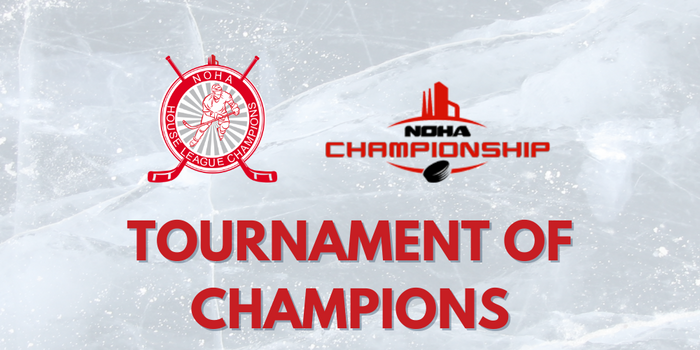 NOHA
HOUSE LEAGUE CHAMPIONS
NOHA
CHAMPIONSHIP
TOURNAMENT OF
CHAMPIONS